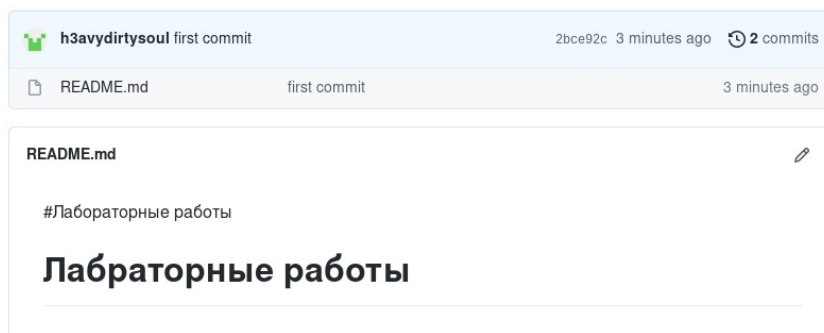 h3avydirtysoul first commit 2bce92c 3 minutes ago 2 commits
README.md first commit 3 minutes ago
README.md
#Лабораторные работы
Лабраторные работы